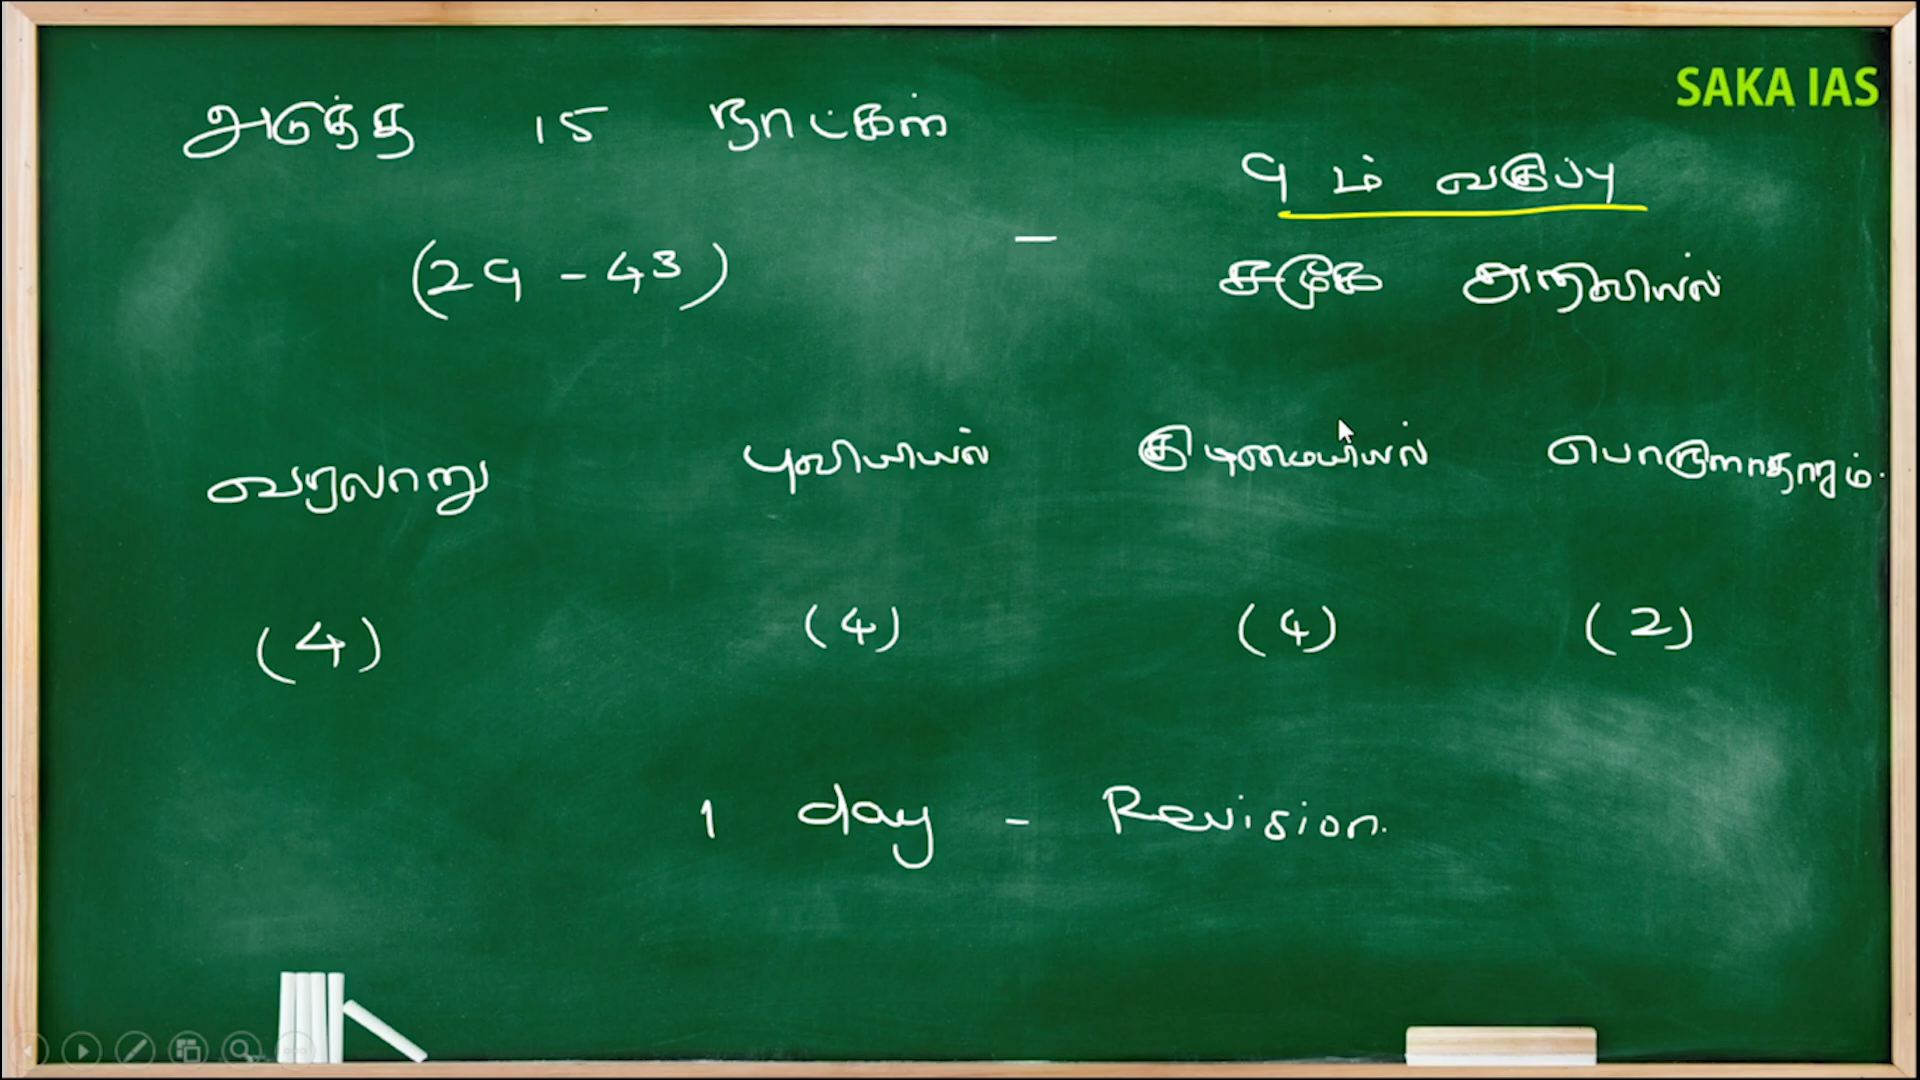 SAKA IAS
அடுத்த 15 நாட்கள்
9 ம் வகுப்பு
(29 - 43) -
சமூக அறிவியல்
வரலாறு புவியியல் குடிமையியல் பொருளாதாரம்.
(4) (4) (4) (2)
1 day - Revision.